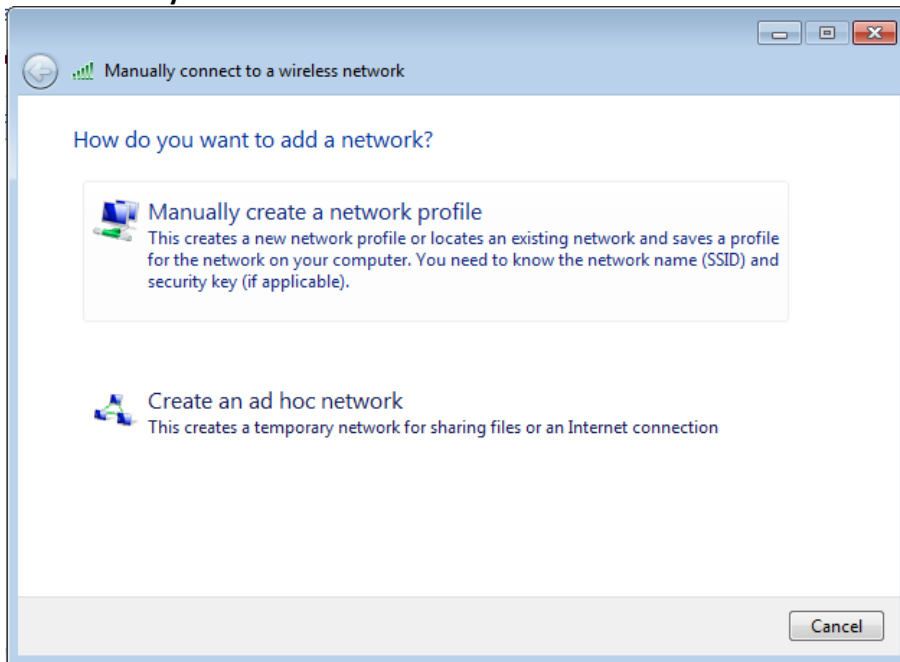 Manually connect to a wireless network
How do you want to add a network?
Manually create a network profile
This creates a new network profile or locates an existing network and saves a profile
for the network on your computer. You need to know the network name (SSID) and
security key (if applicable).
Create an ad hoc network
This creates a temporary network for sharing files or an Internet connection
Cancel